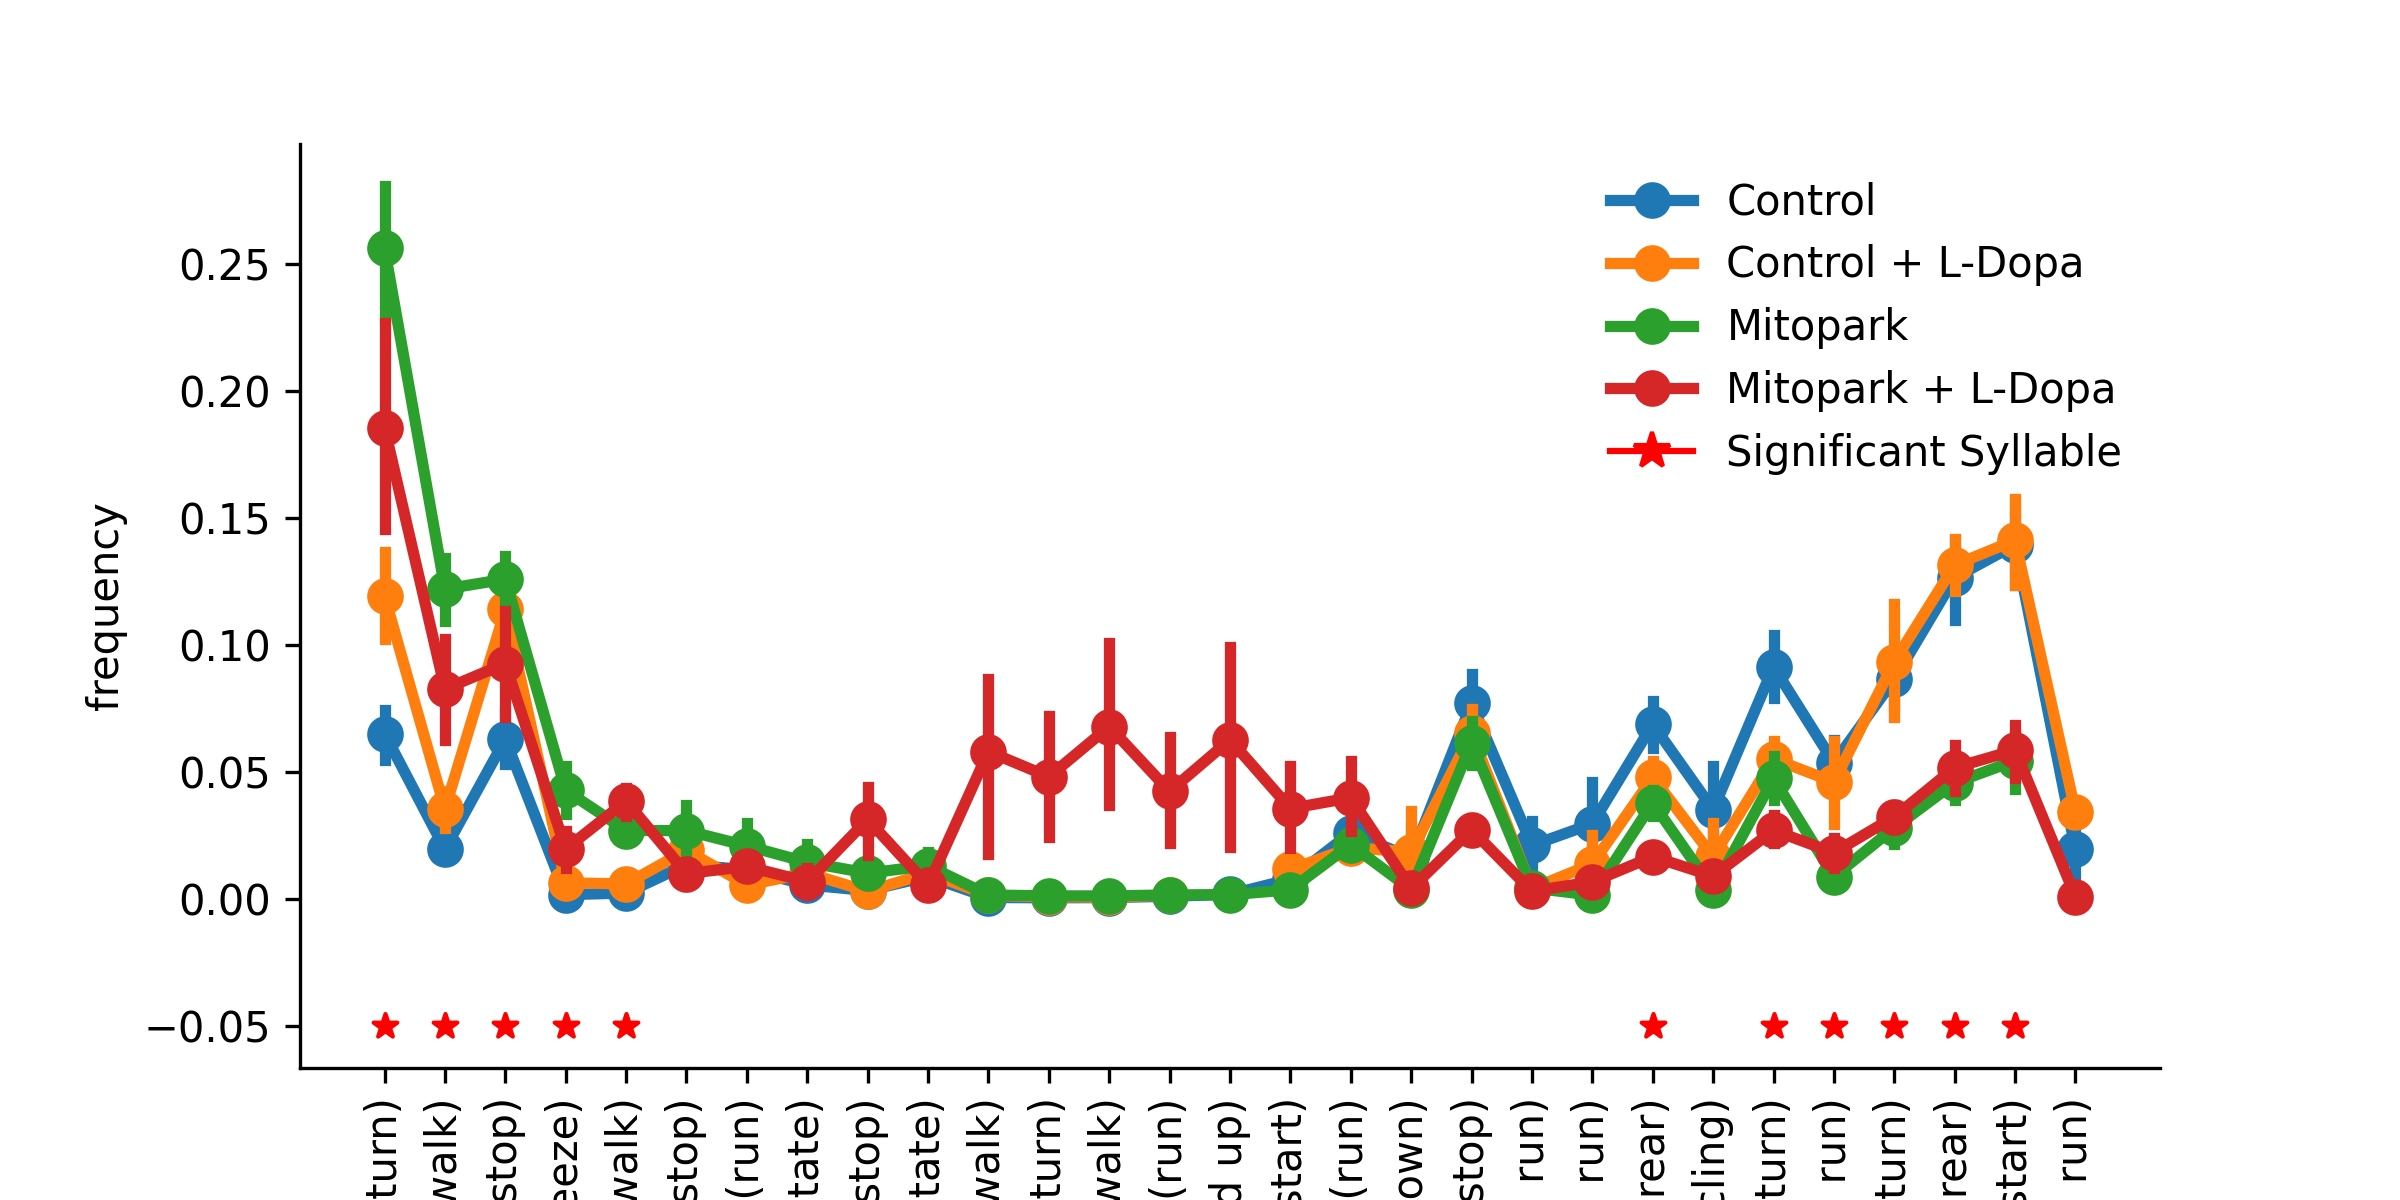 Control
Control + L-Dopa
Mitopark
Mitopark + L-Dopa
Significant Syllable
frequency
0.25
0.20
0.15
0.10
0.05
0.00
−0.05
turn)
walk)
stop)
eeze)
walk)
stop)
(run)
tate)
stop)
tate)
walk)
turn)
walk)
(run)
d up)
start)
(run)
own)
stop)
run)
run)
rear)
cling)
turn)
run)
turn)
rear)
start)
run)